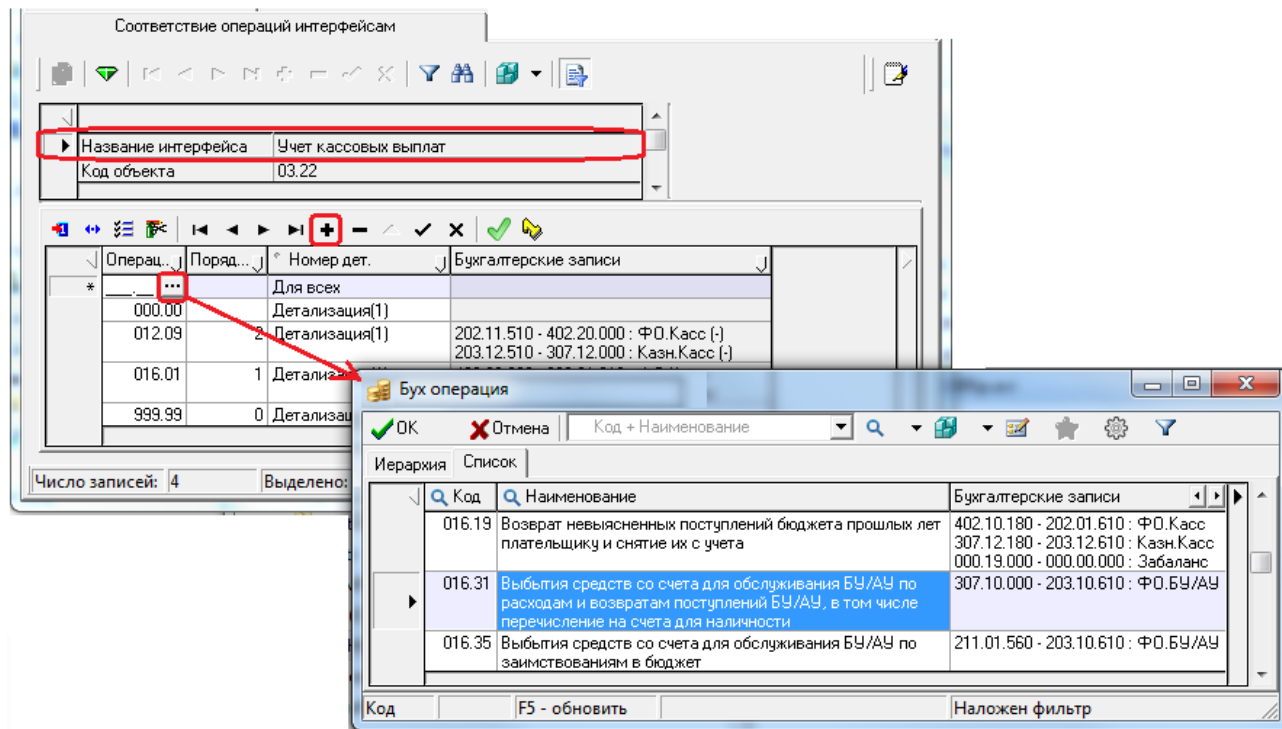 Соответствие операций интерфейсам
Название интерфейса Учет кассовых выплат
Код объекта 03.22
Операц... Поряд... ° Номер дет. Бухгалтерские записи
* __.__ ... Для всех
000.00 Детализация(1)
012.09 2 Детализация(1) 202.11.510 - 402.20.000 : ФО.Касс (-)
203.12.510 - 307.12.000 : Казн.Касс (-)
016.01 1
999.99 0
Число записей: 4 Выделено:
Бух операция
OK Отмена Код + Наименование
Иерархия Список
Код Наименование Бухгалтерские записи
016.19 Возврат невыясненных поступлений бюджета прошлых лет 402.10.180 - 202.01.610 : ФО.Касс
плательщику и снятие их с учета 307.12.180 - 203.12.610 : Казн.Касс
000.19.000 - 000.00.000 : Забаланс
016.31 Выбытия средств со счета для обслуживания БУ/АУ по 307.10.000 - 203.10.610 : ФО.БУ/АУ
расходам и возвратам поступлений БУ/АУ, в том числе
перечисление на счета для наличности
016.35 Выбытия средств со счета для обслуживания БУ/АУ по 211.01.560 - 203.10.610 : ФО.БУ/АУ
заимствованиям в бюджет
Код F5 - обновить Наложен фильтр